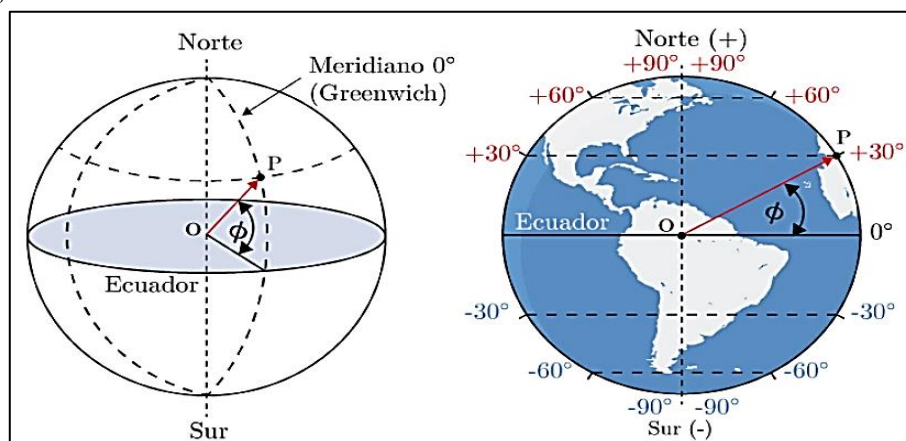 Norte
Meridiano 0°
(Greenwich)
P
O
ϕ
Ecuador
Sur
Norte (+)
+90° +90°
+60° +60°
P
+30° +30°
ϕ
Ecuador
O
0°
-30° -30°
-60° -60°
-90° -90°
Sur (-)